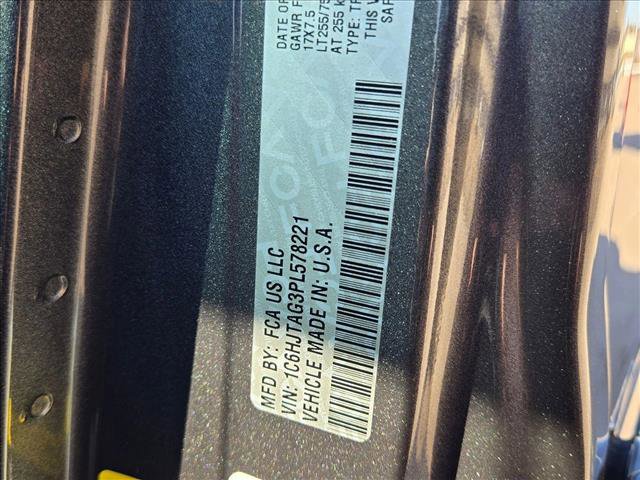 MFD BY: FCA US LLC
VIN: 1C6HJTAG3PL578221
VEHICLE MADE IN: U.S.A.
DATE OF
GAWR F
17X7.5
LT255/75
AT 255 k
TYPE: TR
THIS V
SAF